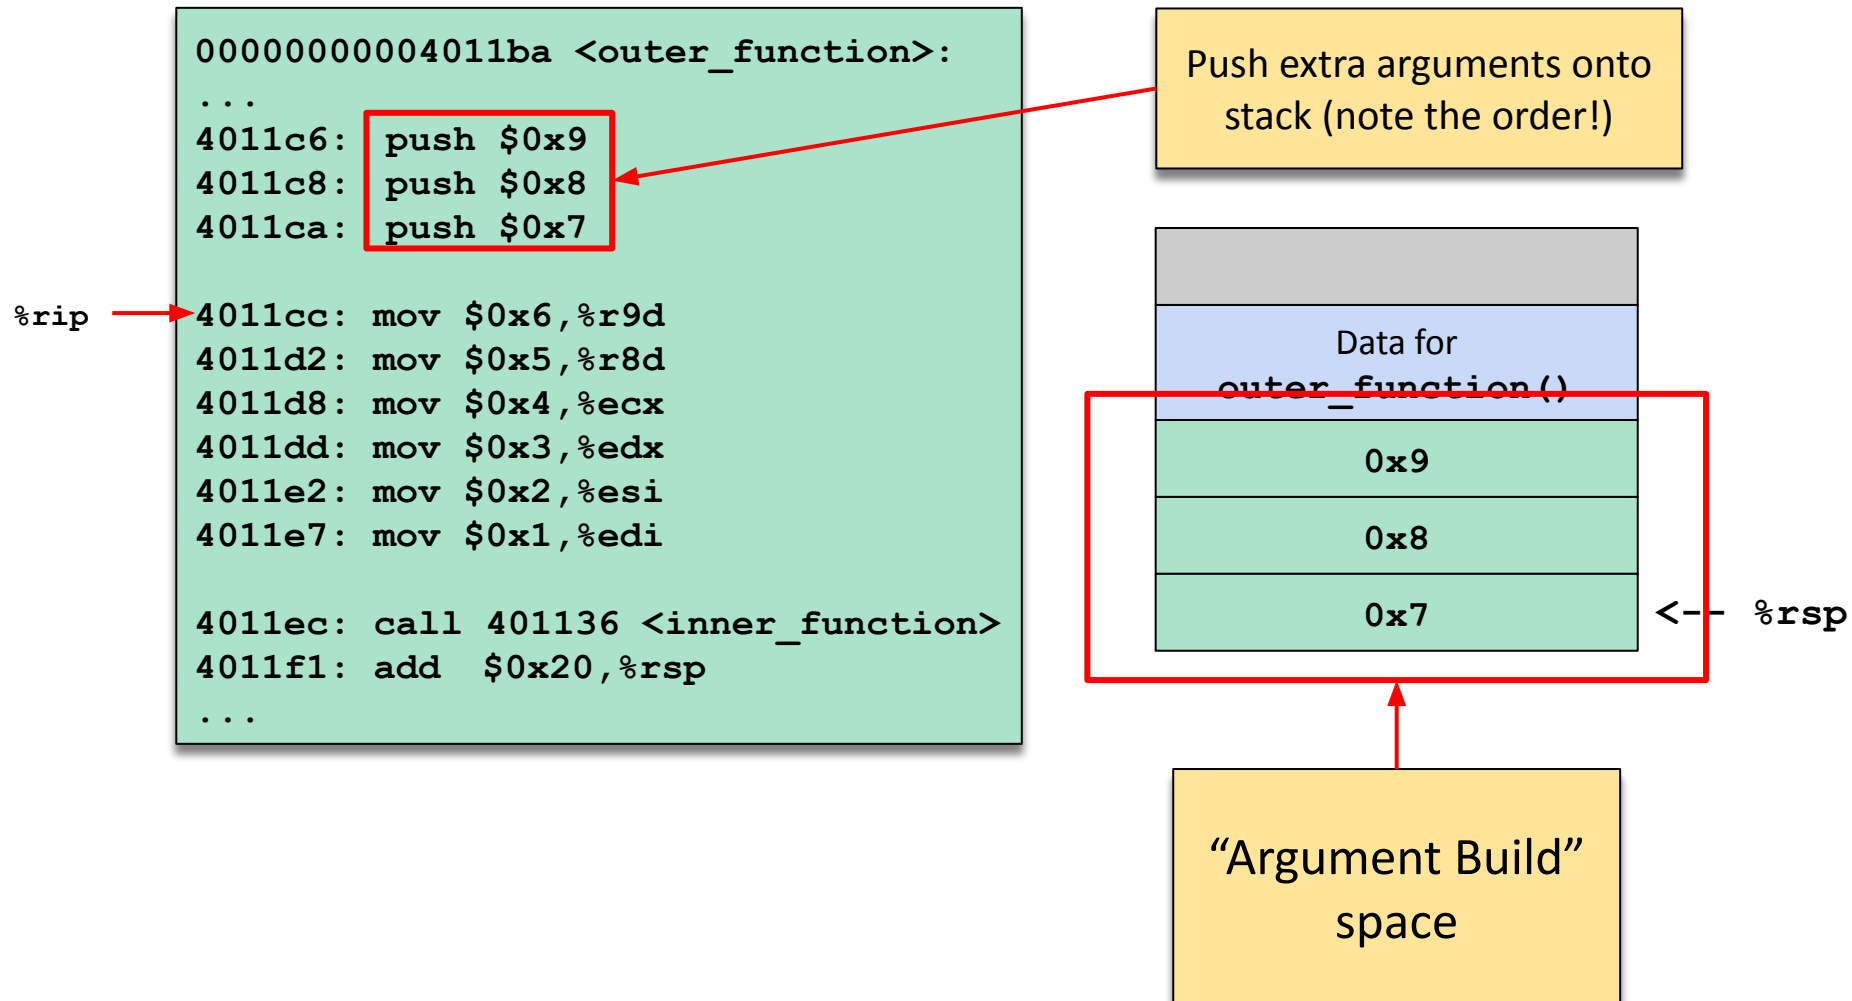 00000000004011ba <outer_function>:
...
4011c6: push $0x9
4011c8: push $0x8
4011ca: push $0x7
%rip
4011cc: mov $0x6,%r9d
4011d2: mov $0x5,%r8d
4011d8: mov $0x4,%ecx
4011dd: mov $0x3,%edx
4011e2: mov $0x2,%esi
4011e7: mov $0x1,%edi
4011ec: call 401136 <inner_function>
4011f1: add $0x20,%rsp
...
Push extra arguments onto
stack (note the order!)
Data for
outer_function()
0x9
0x8
0x7
<-- %rsp
“Argument Build”
space